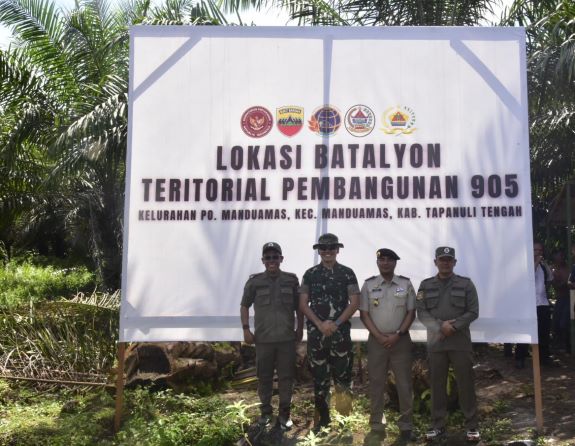 LOKASI BATALYON
TERITORIAL PEMBANGUNAN 905
KELURAHAN PO. MANDUAMAS, KEC. MANDUAMAS, KAB. TAPANULI TENGAH